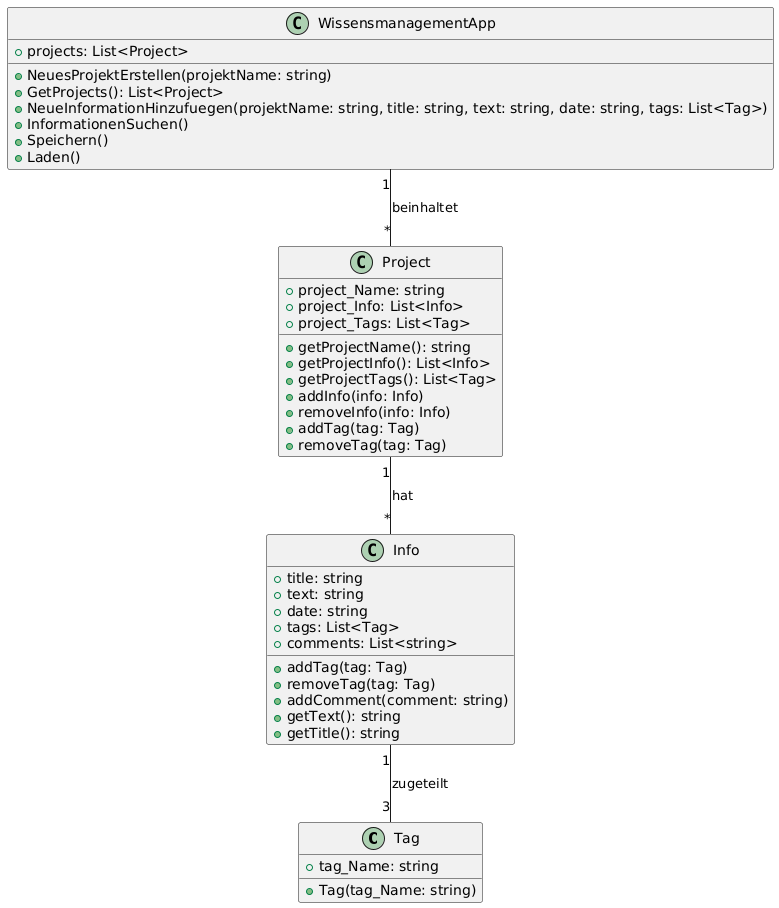 C WissensmanagementApp
projects: List<Project>
NeuesProjektErstellen(projektName: string)
GetProjects(): List<Project>
NeueInformationHinzufuegen(projektName: string, title: string, text: string, date: string, tags: List<Tag>)
InformationenSuchen()
Speichern()
Laden()
1
beinhaltet
*
C Project
project_Name: string
project_Info: List<Info>
project_Tags: List<Tag>
getProjectName(): string
getProjectInfo(): List<Info>
getProjectTags(): List<Tag>
addInfo(info: Info)
removeInfo(info: Info)
addTag(tag: Tag)
removeTag(tag: Tag)
1
hat
*
C Info
title: string
text: string
date: string
tags: List<Tag>
comments: List<string>
addTag(tag: Tag)
removeTag(tag: Tag)
addComment(comment: string)
getText(): string
getTitle(): string
1
zugeteilt
3
C Tag
tag_Name: string
Tag(tag_Name: string)